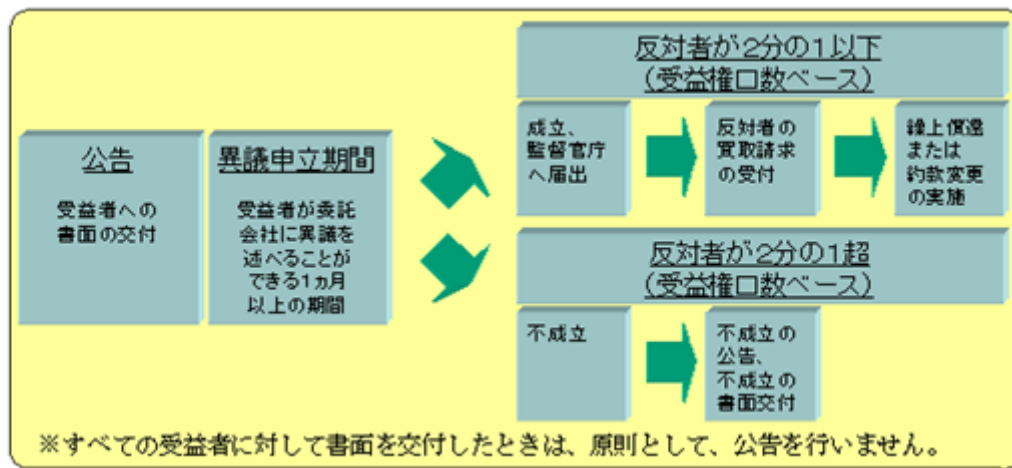 公告
受益者への
書面の交付
異議申立期間
受益者が委託
会社に異議を
述べることが
できる1ヵ月
以上の期間
反対者が2分の1以下
(受益権口数ベース)
成立、
監督官庁
へ届出
反対者の
買取請求
の受付
繰上償還
または
約款変更
の実施
反対者が2分の1超
(受益権口数ベース)
不成立
不成立の
公告、
不成立の
書面交付
※すべての受益者に対して書面を交付したときは、原則として、公告を行いません。